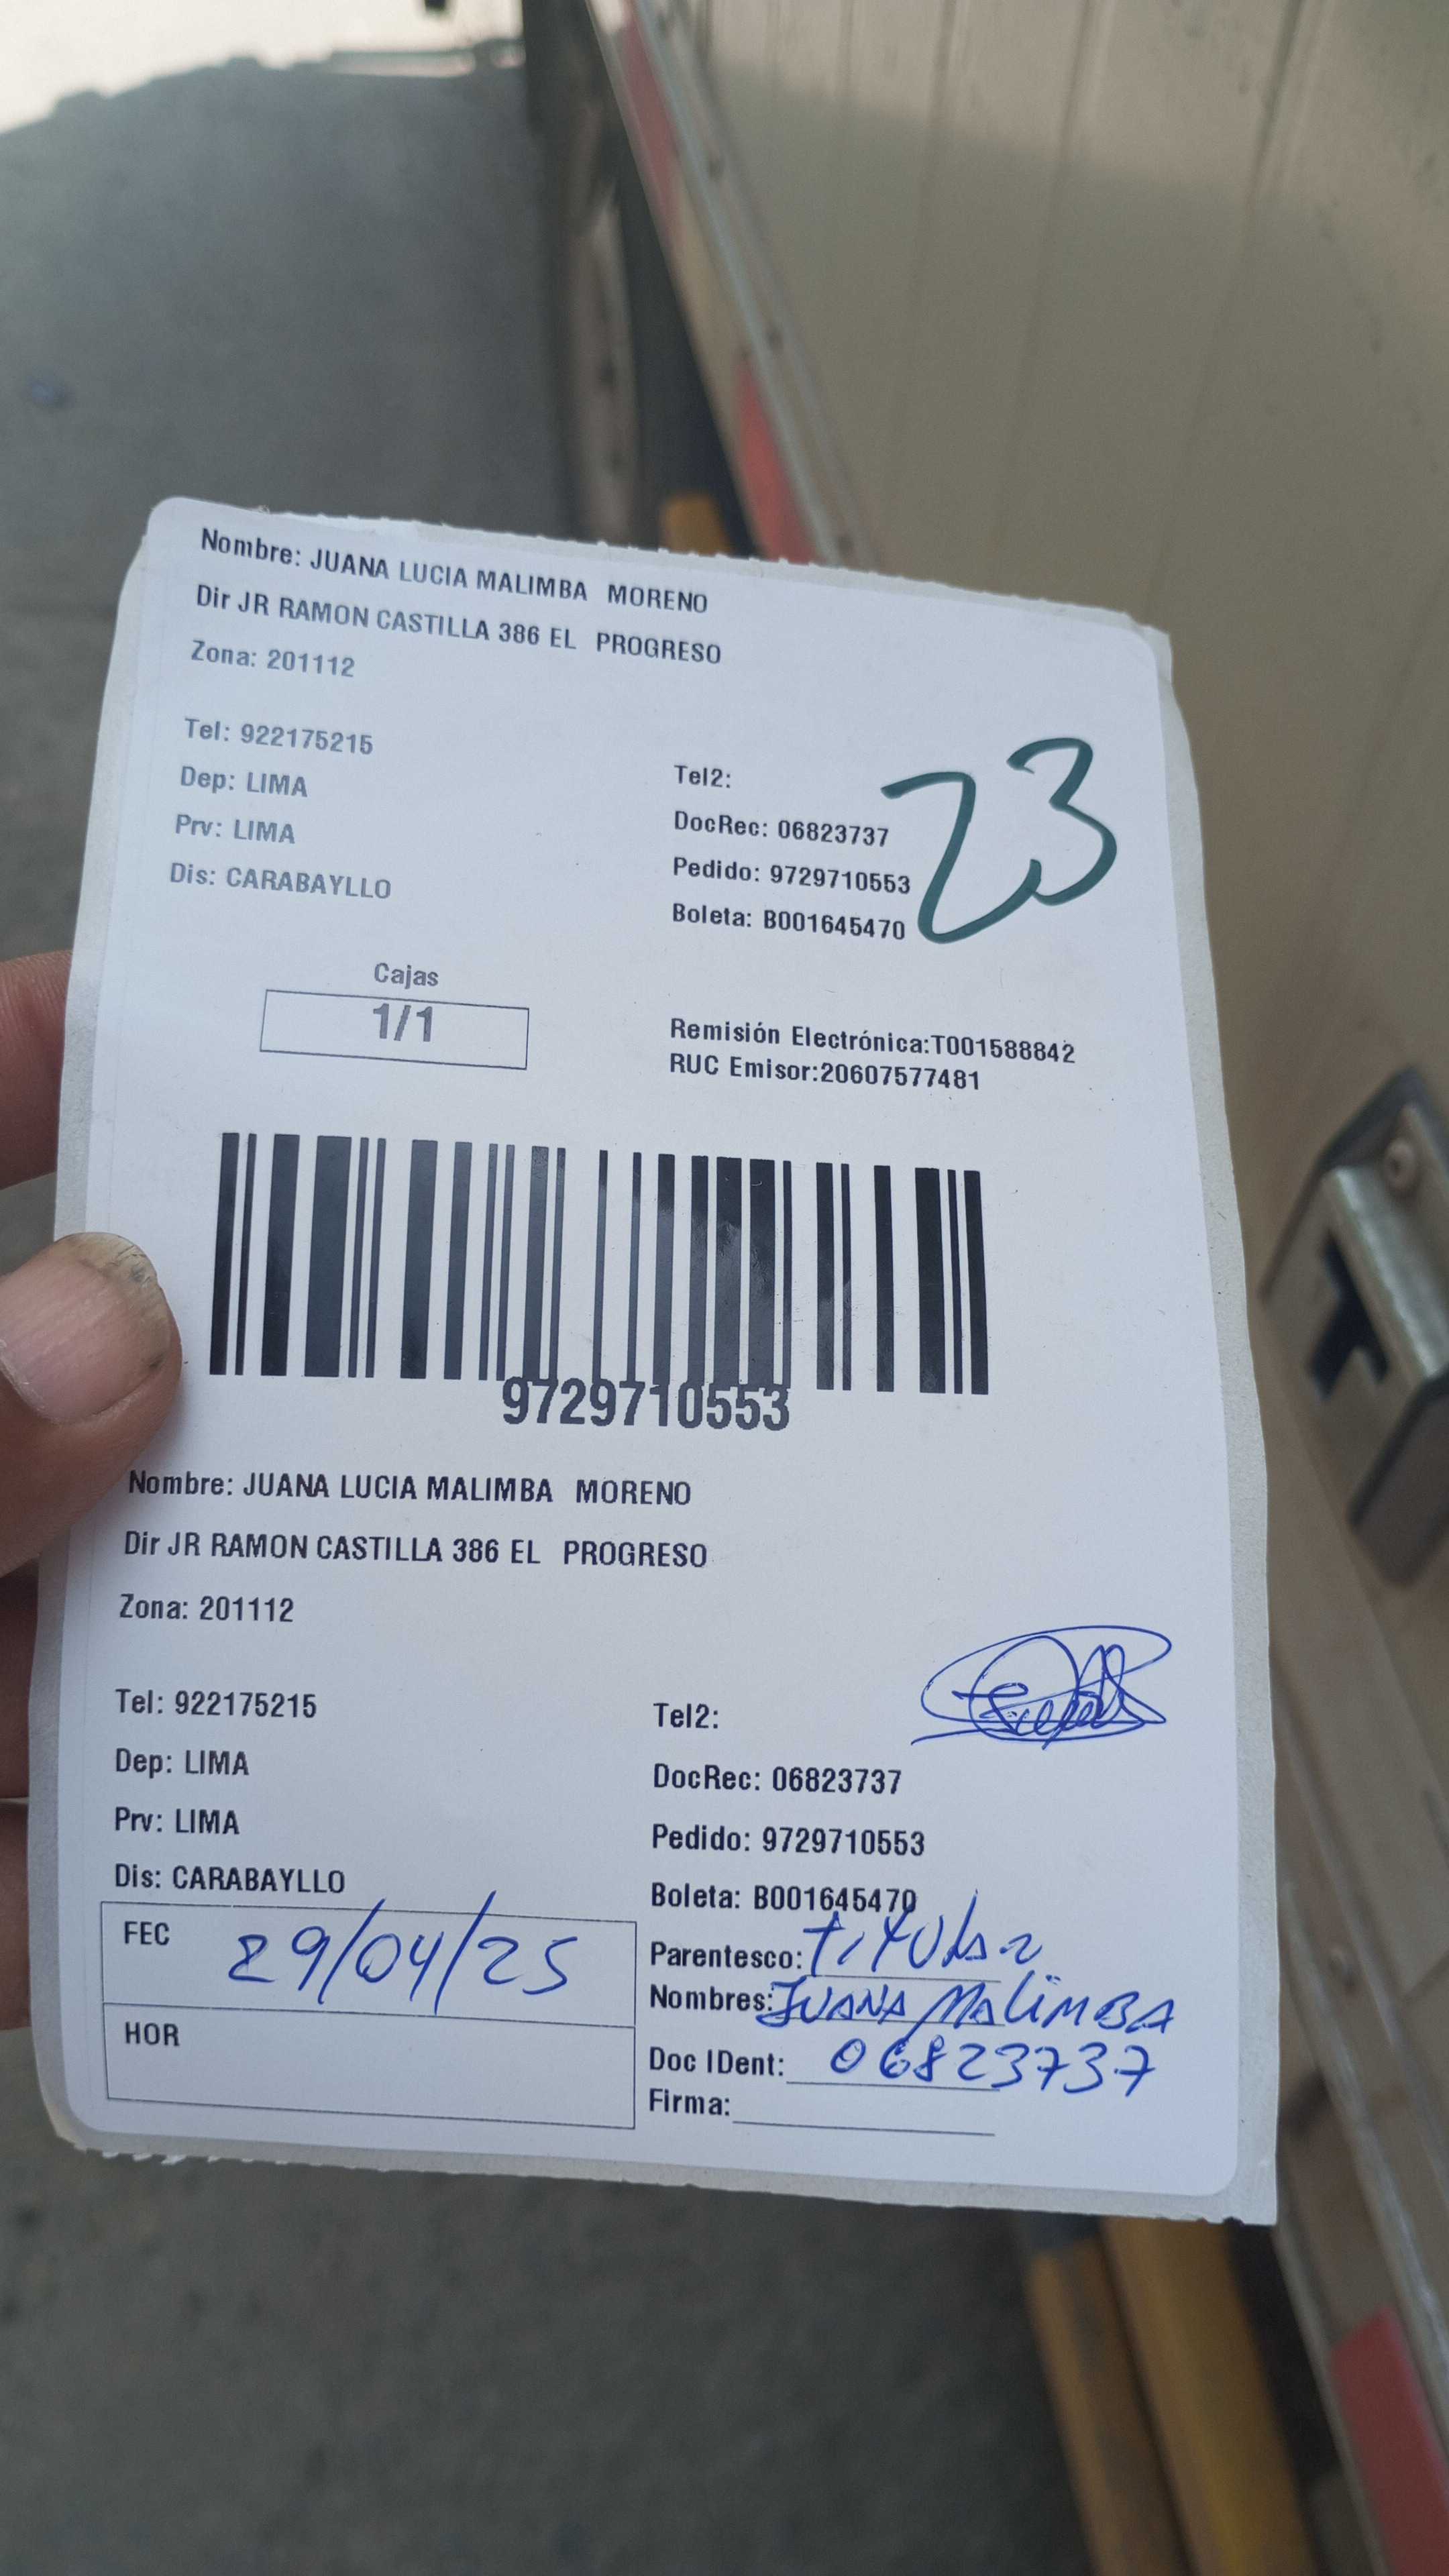 Nombre: JUANA LUCIA MALIMBA MORENO
Dir JR RAMON CASTILLA 386 EL PROGRESO
Zona: 201112
Tel: 922175215
Dep: LIMA
Prv: LIMA
Dis: CARABAYLLO
Tel2:
DocRec: 06823737
Pedido: 9729710553
Boleta: B001645470
23
Cajas
1/1
Remisión Electrónica:T001588842
RUC Emisor:20607577481
9729710553
Nombre: JUANA LUCIA MALIMBA MORENO
Dir JR RAMON CASTILLA 386 EL PROGRESO
Zona: 201112
Tel: 922175215
Dep: LIMA
Prv: LIMA
Dis: CARABAYLLO
Tel2:
DocRec: 06823737
Pedido: 9729710553
Boleta: B001645470
FEC 29/04/25
HOR
Parentesco: TITULAR
Nombres: JUANA MALIMBA
Doc IDent: 06823737
Firma: